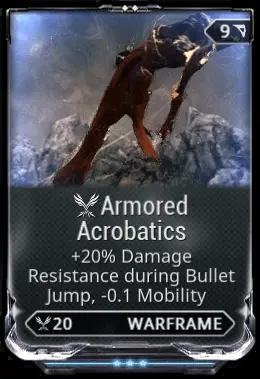 9
Armored
Acrobatics
+20% Damage
Resistance during Bullet
Jump, -0.1 Mobility
20 WARFRAME